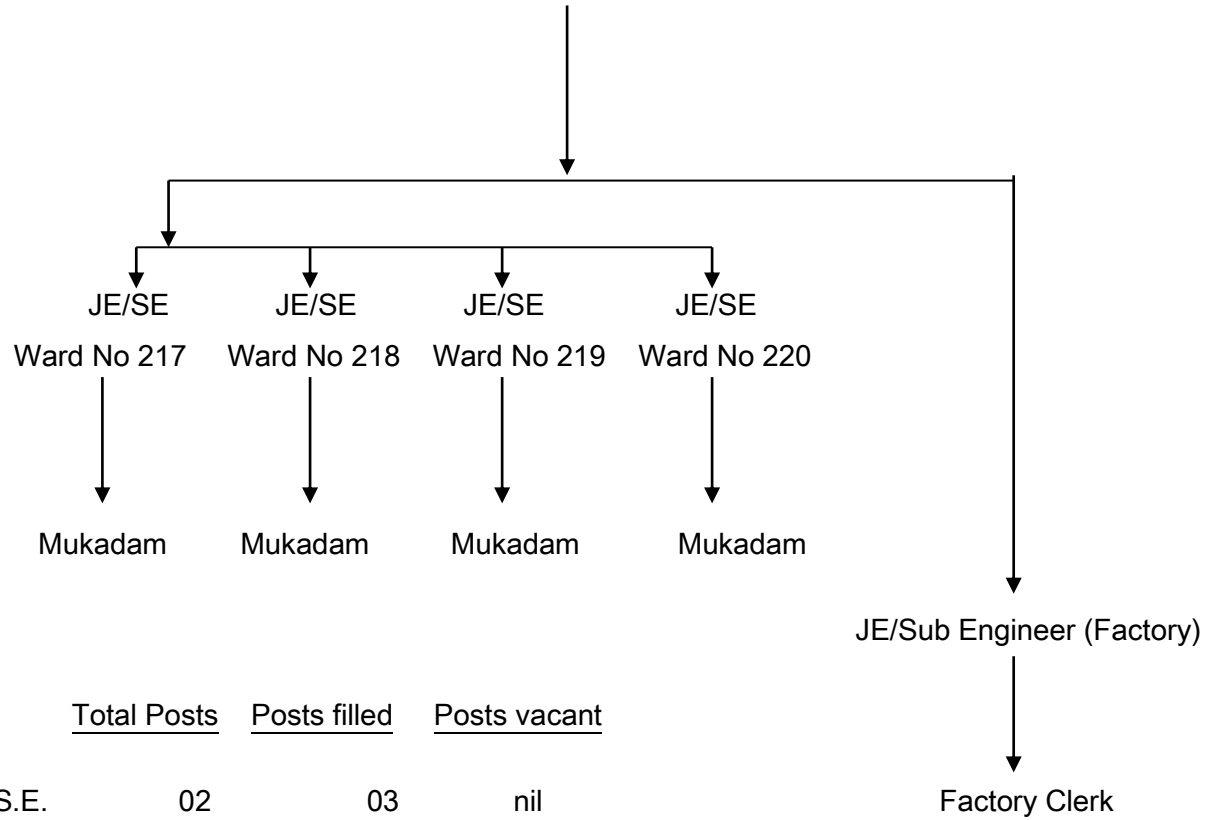 JE/SE JE/SE JE/SE JE/SE
Ward No 217 Ward No 218 Ward No 219 Ward No 220
Mukadam Mukadam Mukadam Mukadam
JE/Sub Engineer (Factory)
Total Posts Posts filled Posts vacant
S.E. 02 03 nil Factory Clerk